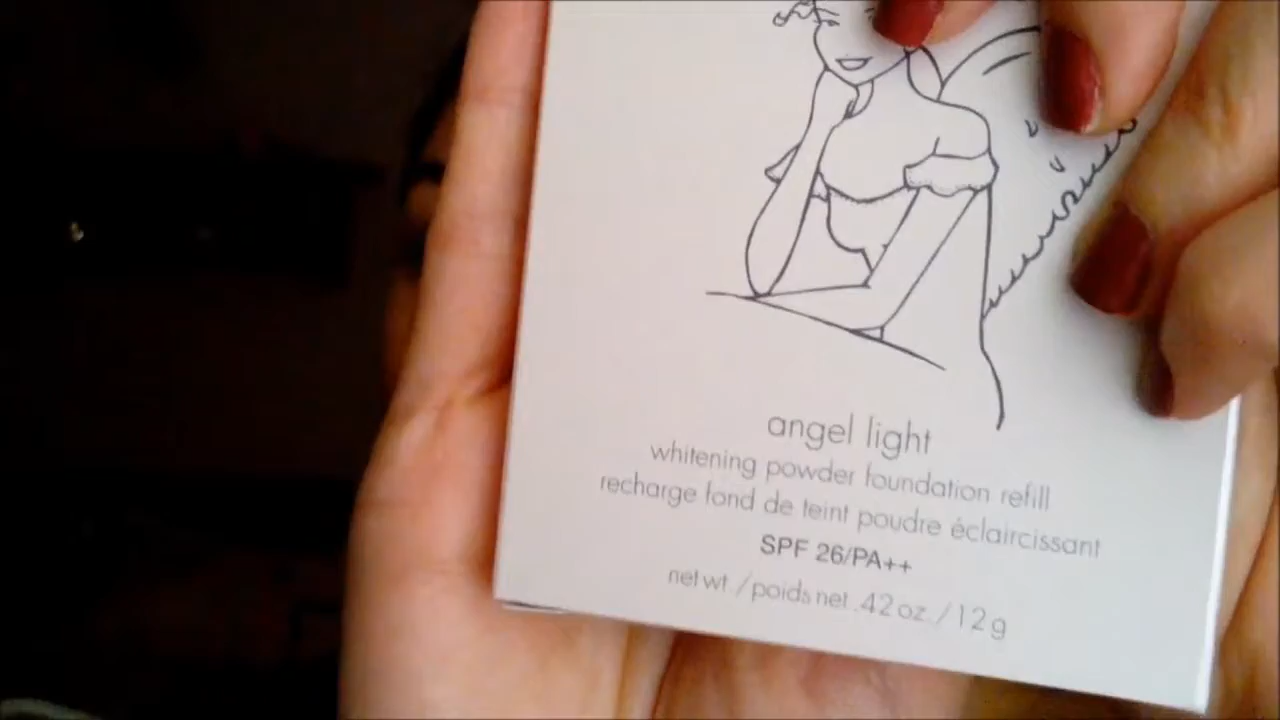 angel light
whitening powder foundation refill
recharge fond de teint poudre éclaircissant
SPF 26/PA++
net wt. / poids net .42 oz. / 12 g